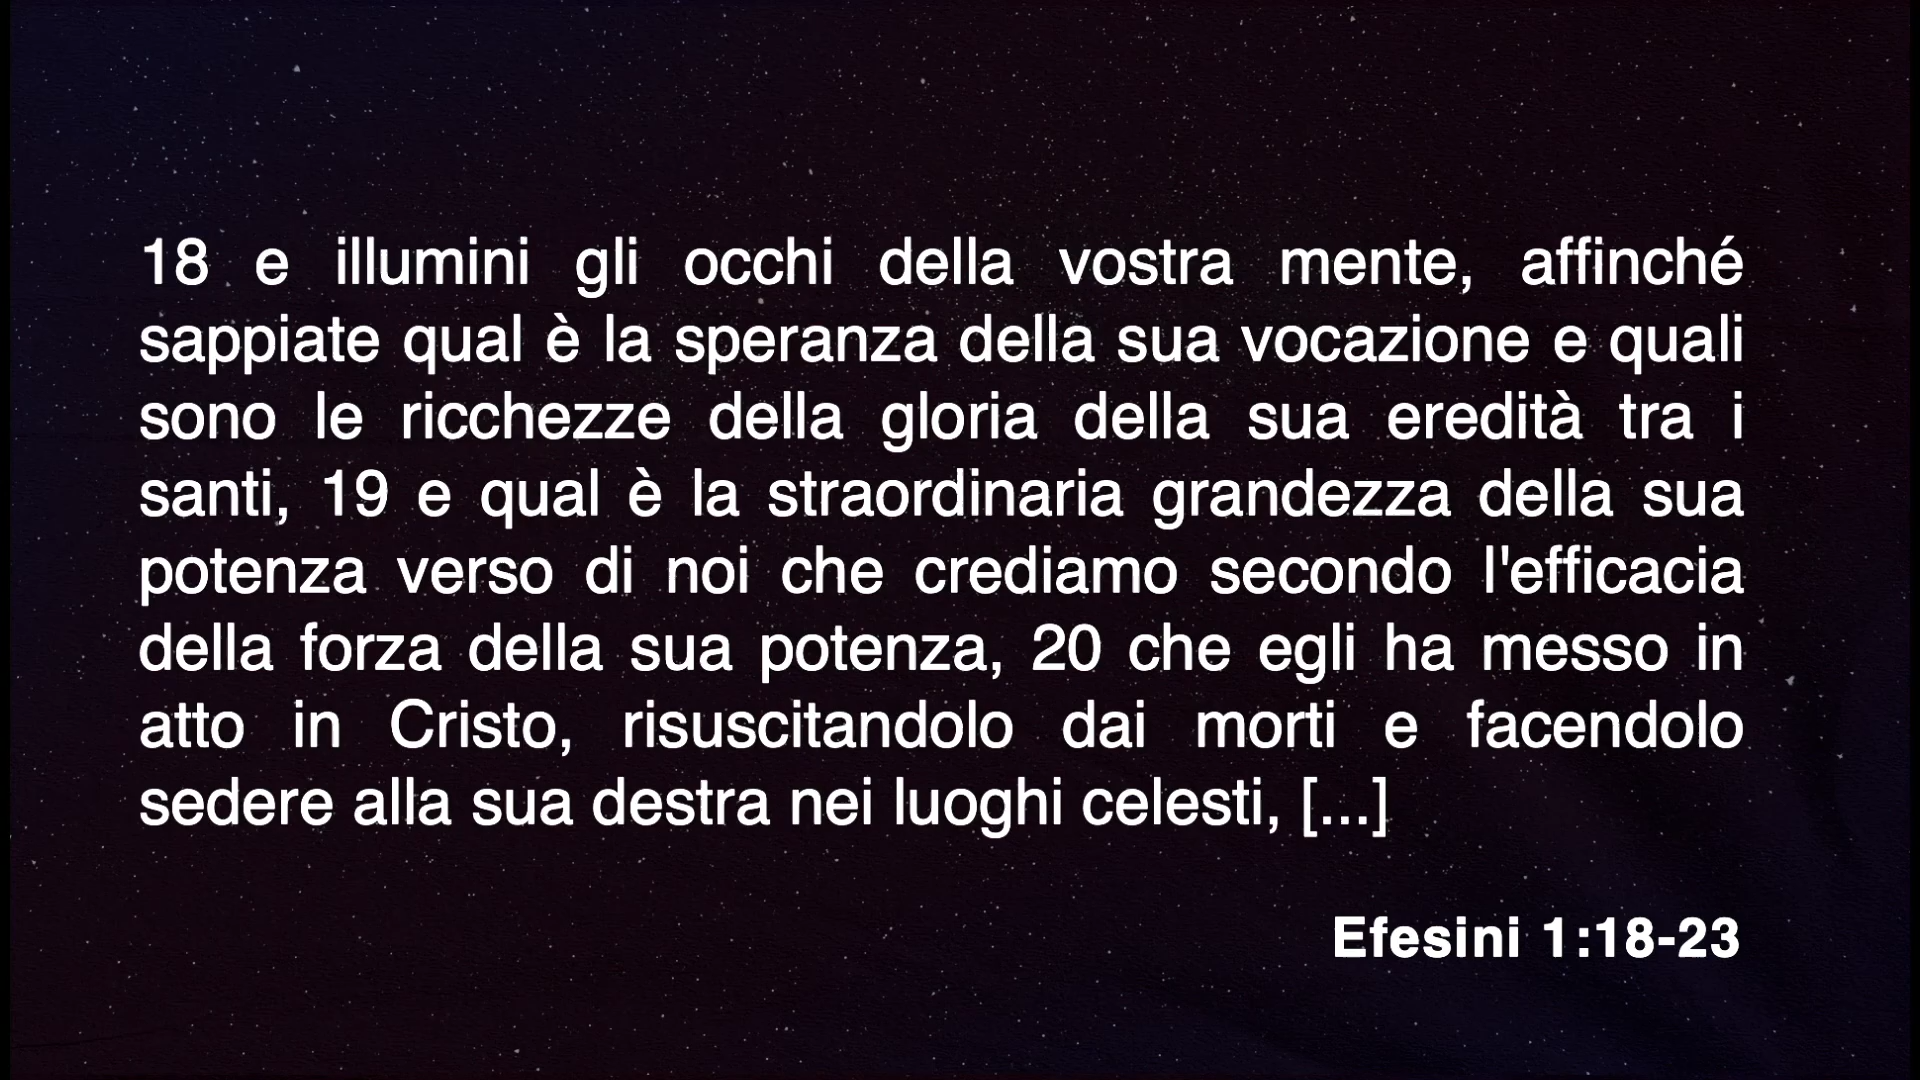 18 e illumini gli occhi della vostra mente, affinché
sappiate qual è la speranza della sua vocazione e quali
sono le ricchezze della gloria della sua eredità tra i
santi, 19 e qual è la straordinaria grandezza della sua
potenza verso di noi che crediamo secondo l'efficacia
della forza della sua potenza, 20 che egli ha messo in
atto in Cristo, risuscitandolo dai morti e facendolo
sedere alla sua destra nei luoghi celesti, [...]
Efesini 1:18-23